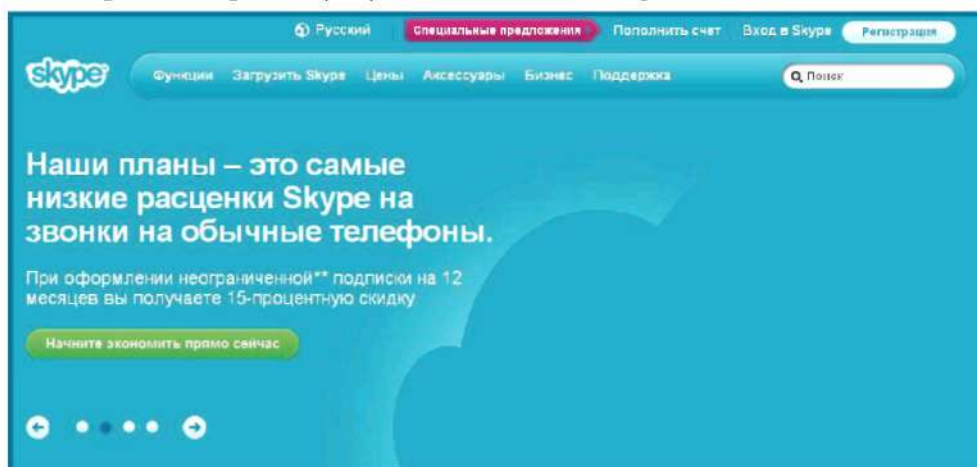 Русский Специальные предложения Пополнить счет Вход в Skype Регистрация
skype Функции Загрузить Skype Цены Аксессуары Бизнес Поддержка Поиск
Наши планы – это самые
низкие расценки Skype на
звонки на обычные телефоны.
При оформлении неограниченной** подписки на 12
месяцев вы получаете 15-процентную скидку
Начните экономить прямо сейчас